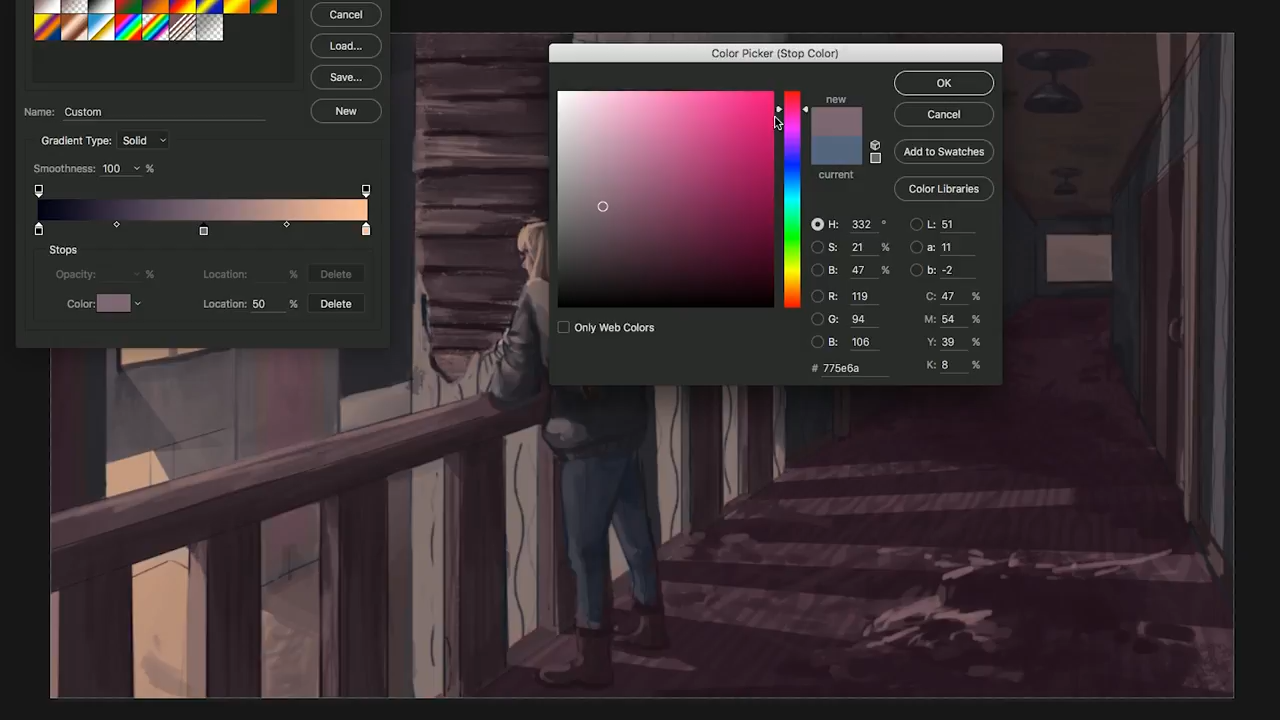 Cancel
Load...
Save...
New
Name: Custom
Gradient Type: Solid
Smoothness: 100 %
Stops
Opacity: % Location: % Delete
Color: Location: 50 % Delete
Color Picker (Stop Color)
new
current
OK
Cancel
Add to Swatches
Color Libraries
H: 332 ° L: 51
S: 21 % a: 11
B: 47 % b: -2
R: 119 C: 47 %
G: 94 M: 54 %
B: 106 Y: 39 %
# 775e6a K: 8 %
Only Web Colors